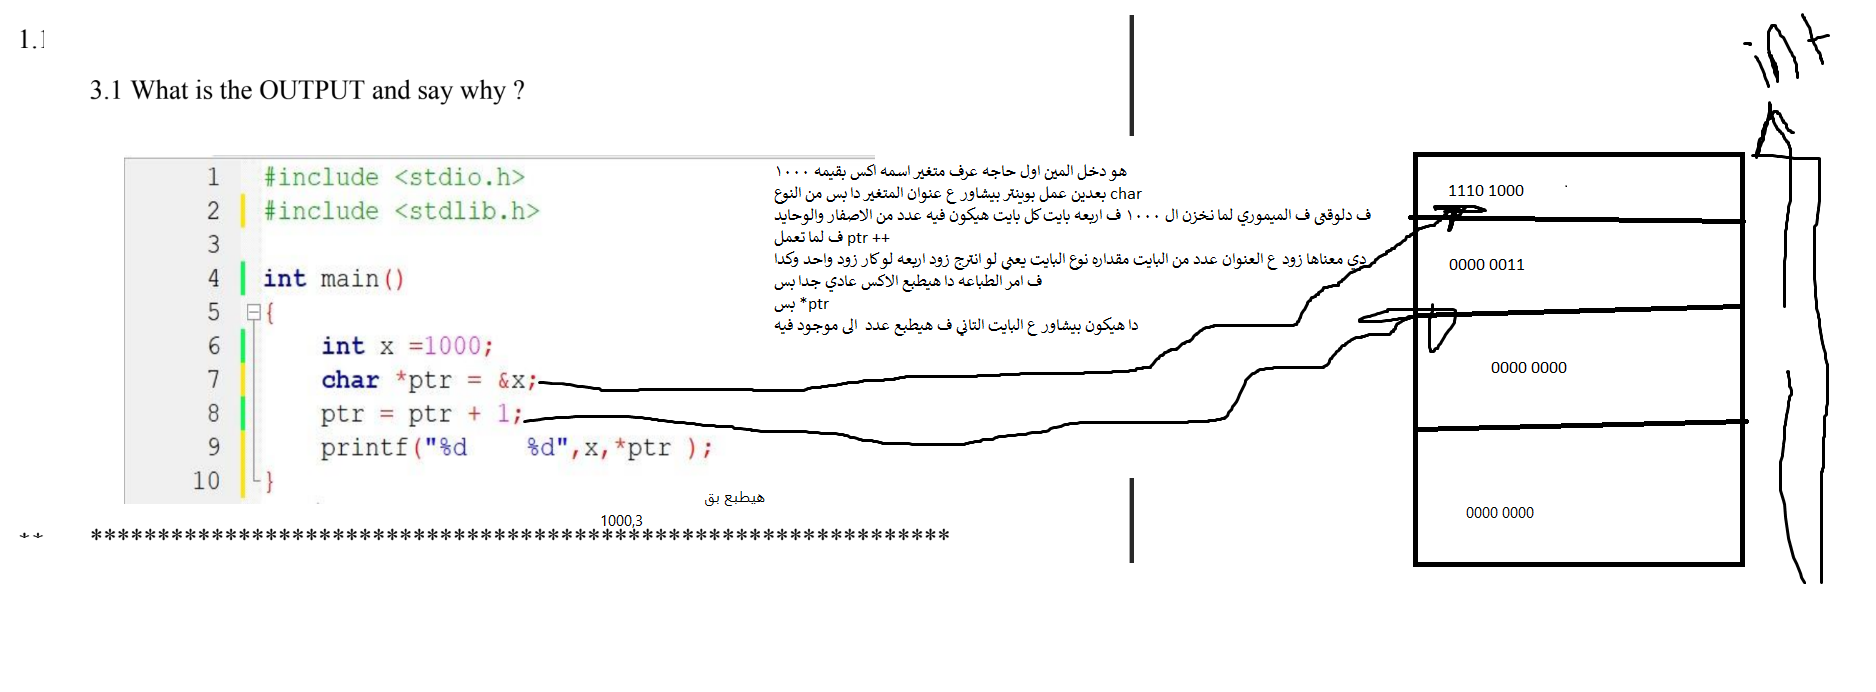 1.1
3.1 What is the OUTPUT and say why ?
1 #include <stdio.h>
2 #include <stdlib.h>
3
4 int main()
5 {
6 int x =1000;
7 char *ptr = &x;
8 ptr = ptr + 1;
9 printf("%d    %d",x,*ptr );
10 }
هو دخل المين اول حاجه عرف متغير اسمه اكس بقيمه ١٠٠٠
بعدين عمل بوينتر بيشاور ع عنوان المتغير دا بس من النوع char
ف دلوقتي ف الميموري لما نخزن ال ١٠٠٠ ف اربعه بايت كل بايت هيكون فيه عدد من الاصفار والوحايد
ف لما تعمل ptr ++
دي معناها زود ع العنوان عدد من البايت مقداره نوع البايت يعي لو انترج زود اربعه لو كار زود واحد وكدا
ف امر الطباعه دا هيطبع الاكس عادي جدا بس
بس *ptr
دا هيكون بيشاور ع البايت التاني ف هيطبع عدد الى موجود فيه
هيطبع بق
1000,3
** *****************************************************************
int
1110 1000
0000 0011
0000 0000
0000 0000